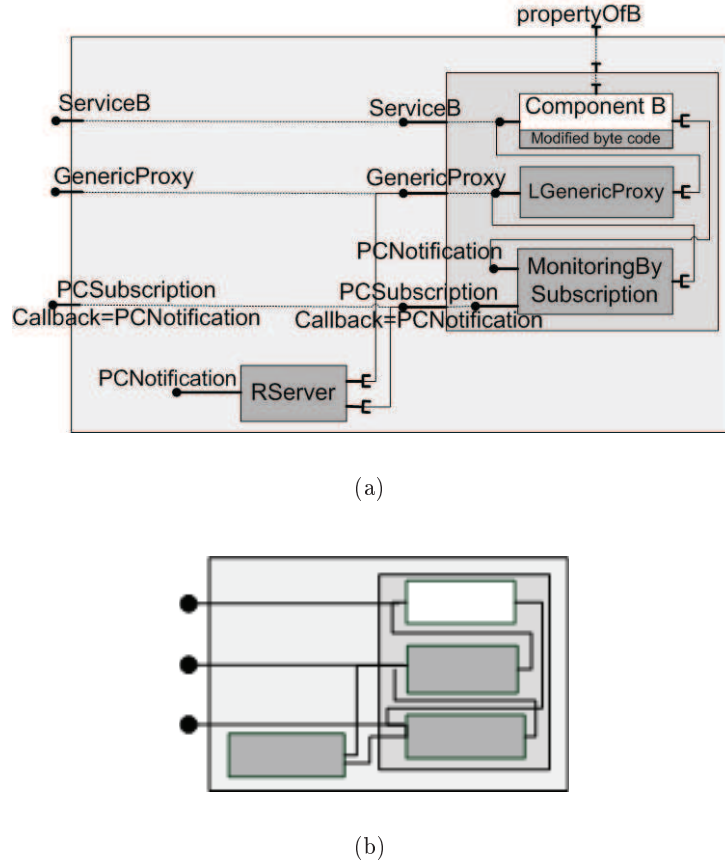 propertyOfB
ServiceB
ServiceB
Component B
Modified byte code
GenericProxy
GenericProxy
LGenericProxy
PCNotification
MonitoringBy
Subscription
PCSubscription
Callback=PCNotification
PCSubscription
Callback=PCNotification
PCNotification
RServer
(a)
(b)